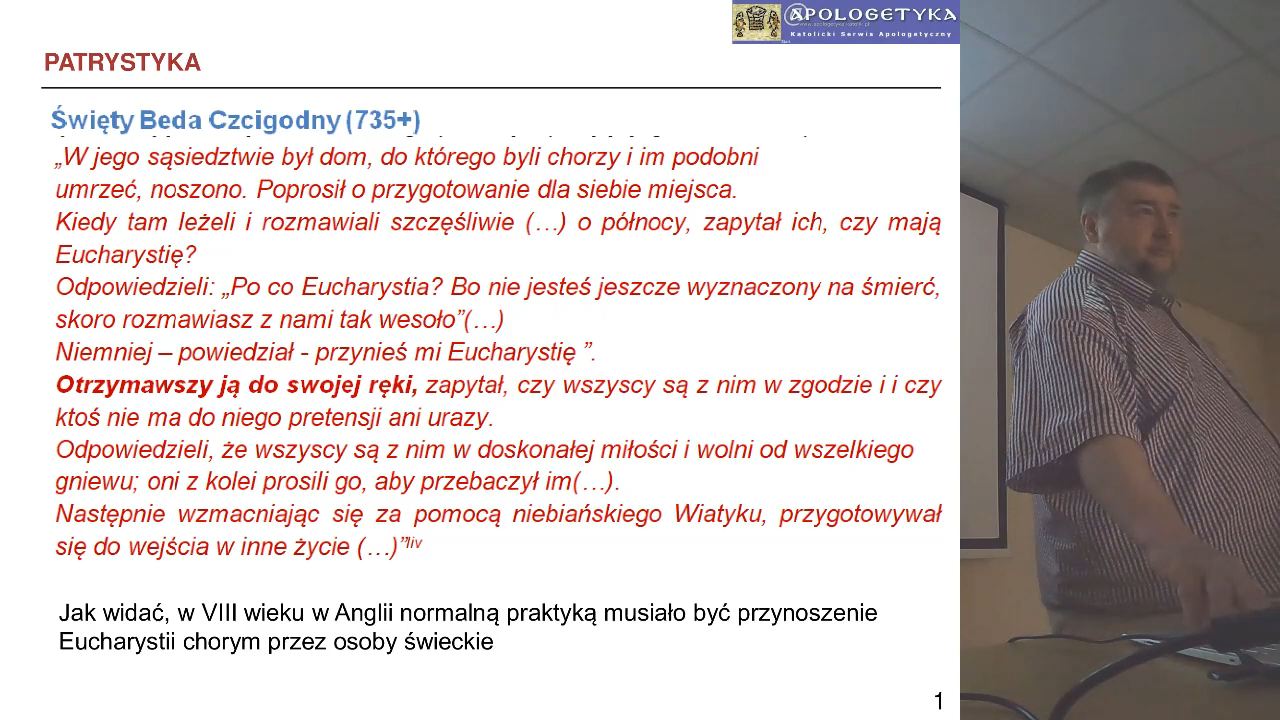 @APOLOGETYKA
www.apologetyka.katolik.pl
Katolicki Serwis Apologetyczny
PATRYSTYKA
Święty Beda Czcigodny (735+)
„W jego sąsiedztwie był dom, do którego byli chorzy i im podobni
umrzeć, noszono. Poprosił o przygotowanie dla siebie miejsca.
Kiedy tam leżeli i rozmawiali szczęśliwie (…) o północy, zapytał ich, czy mają
Eucharystię?
Odpowiedzieli: „Po co Eucharystia? Bo nie jesteś jeszcze wyznaczony na śmierć,
skoro rozmawiasz z nami tak wesoło”(…)
Niemniej – powiedział - przynieś mi Eucharystię ”.
Otrzymawszy ją do swojej ręki, zapytał, czy wszyscy są z nim w zgodzie i i czy
ktoś nie ma do niego pretensji ani urazy.
Odpowiedzieli, że wszyscy są z nim w doskonałej miłości i wolni od wszelkiego
gniewu; oni z kolei prosili go, aby przebaczył im(…).
Następnie wzmacniając się za pomocą niebiańskiego Wiatyku, przygotowywał
się do wejścia w inne życie (…)”liv
Jak widać, w VIII wieku w Anglii normalną praktyką musiało być przynoszenie
Eucharystii chorym przez osoby świeckie
1